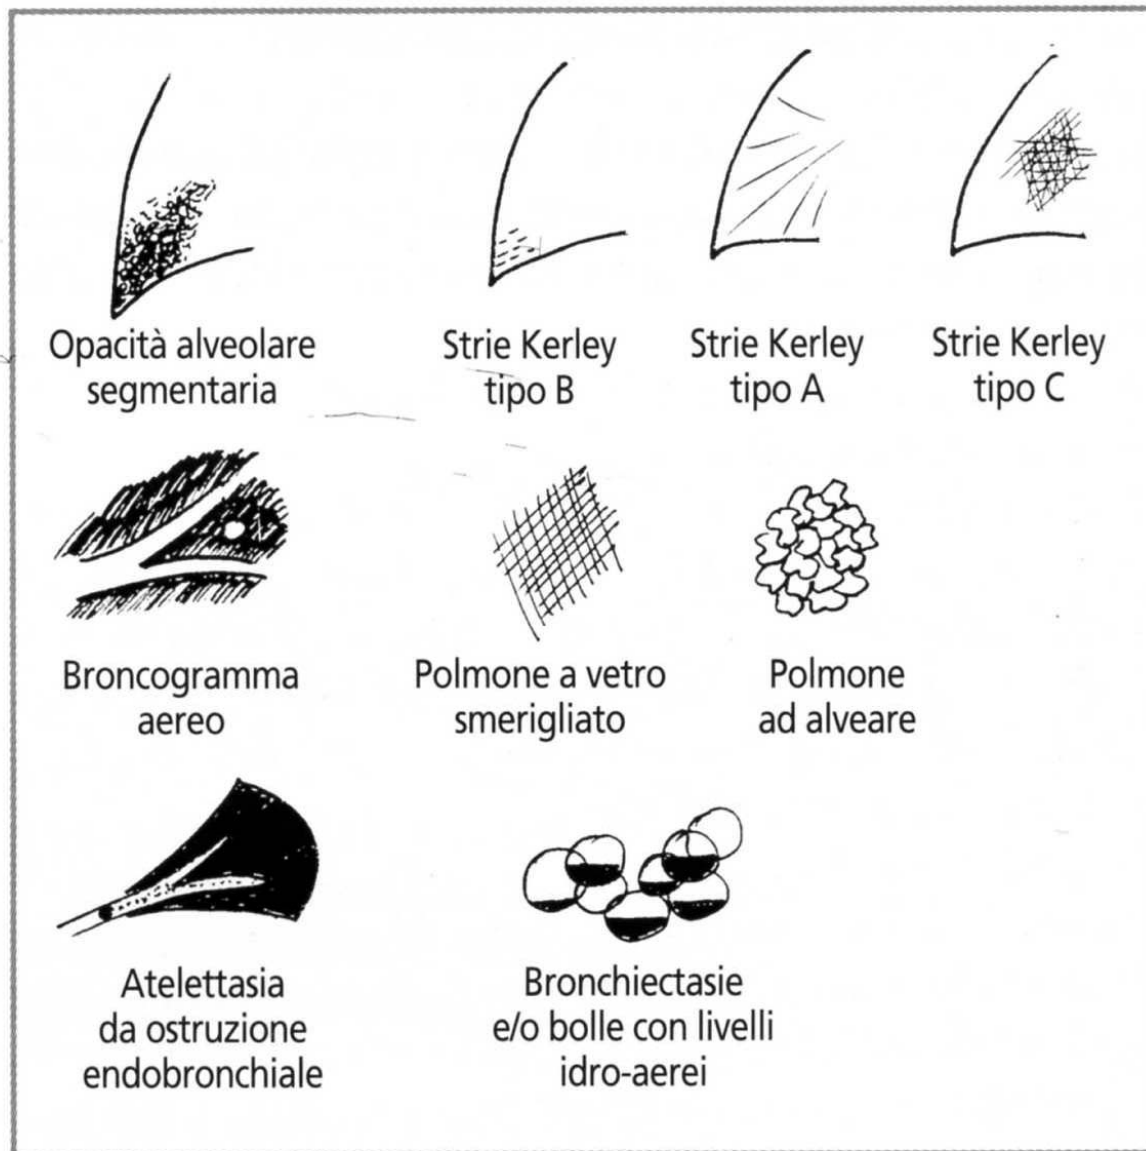 Opacità alveolare
segmentaria
Strie Kerley
tipo B
Strie Kerley
tipo A
Strie Kerley
tipo C
Broncogramma
aereo
Polmone a vetro
smerigliato
Polmone
ad alveare
Atelettasia
da ostruzione
endobronchiale
Bronchiectasie
e/o bolle con livelli
idro-aerei